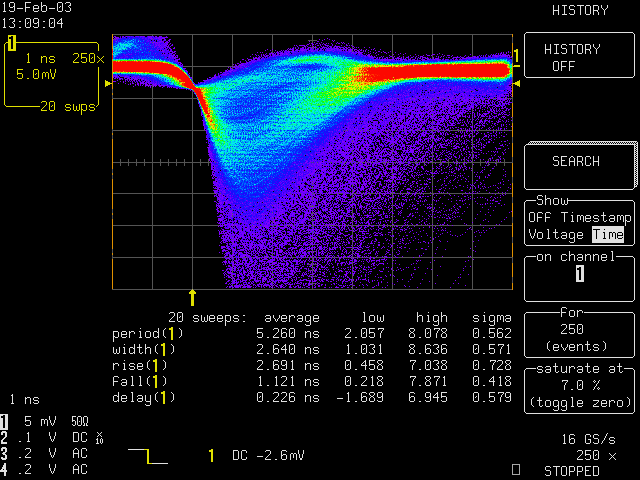 19-Feb-03
13:09:04
HISTORY
1
1 ns 250x
5.0mV
20 swps
HISTORY
OFF
1
SEARCH
Show
OFF Timestamp
Voltage Time
on channel
1
For
250
(events)
saturate at
7.0 %
(toggle zero)
20 sweeps: average low high sigma
period(1) 5.260 ns 2.057 8.078 0.562
width(1) 2.640 ns 1.031 8.636 0.571
rise(1) 2.691 ns 0.458 7.038 0.728
fall(1) 1.121 ns 0.218 7.871 0.418
delay(1) 0.226 ns -1.689 6.945 0.579
1 ns
1 5 mV 50Ω
2 .1 V DC X10
3 .2 V AC
4 .2 V AC
1 DC -2.6mV
16 GS/s
250 x
STOPPED